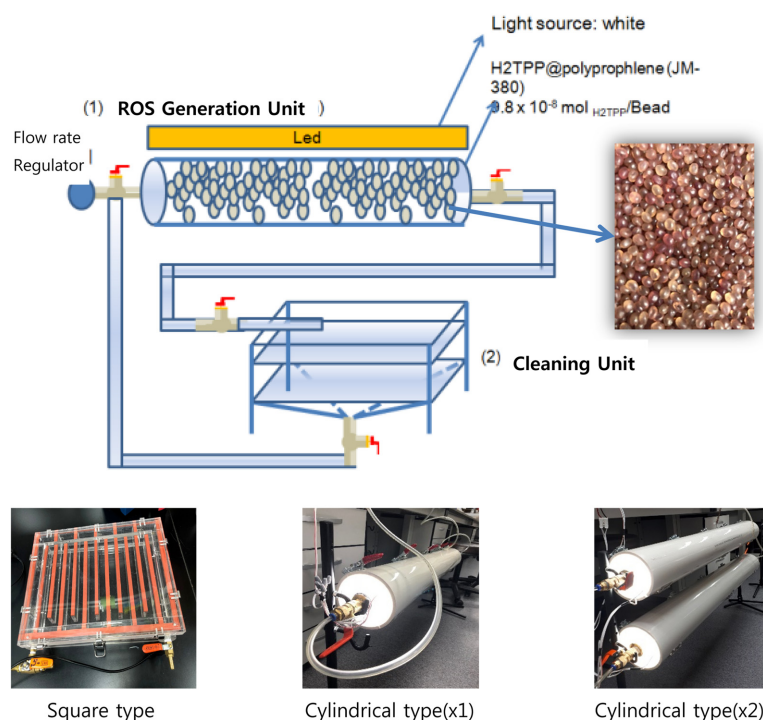 Light source: white
H2TPP@polyprophlene (JM-
380)
9.8 x 10-8 mol H2TPP/Bead
(1) ROS Generation Unit )
Led
Flow rate
Regulator
(2) Cleaning Unit
Square type
Cylindrical type(x1)
Cylindrical type(x2)